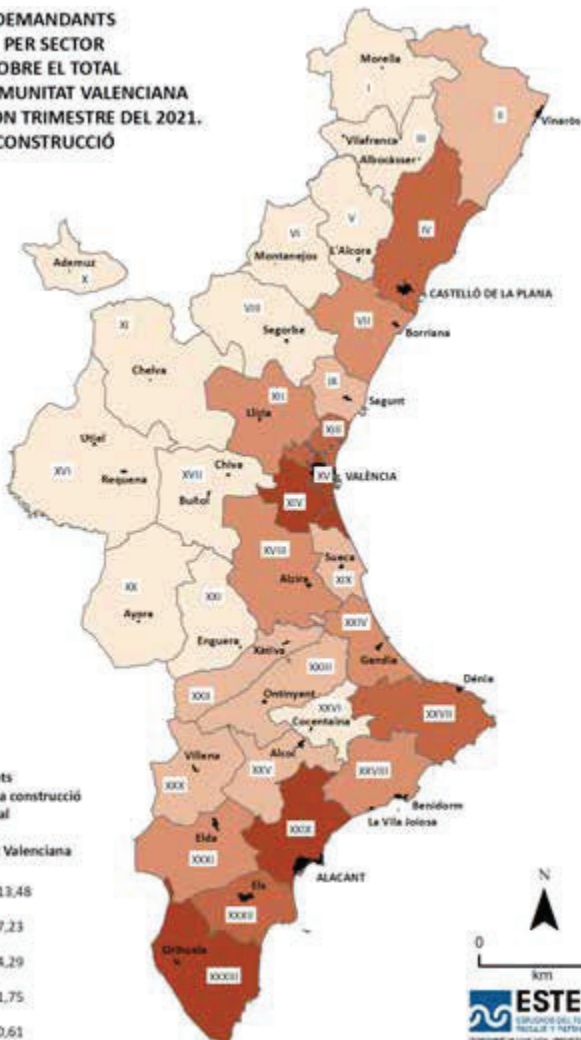 DEMANDANTS
PER SECTOR
OBRE EL TOTAL
MUNITAT VALENCIANA
ON TRIMESTRE DEL 2021.
CONSTRUCCIÓ
Morella
I
II
Vinaròs
III
Vilafranca
Albocàsser
IV
V
L'Alcora
VI
Montanejos
Ademuz
X
CASTELLÓ DE LA PLANA
VIII
Segorbe
VII
Borriana
XI
Chelva
IX
Sagunt
XII
Llíria
XIII
Utiel
XVI
Requena
XVII
Chiva
Buñol
XV
VALÈNCIA
XIV
XVIII
Alzira
Sueca
XIX
XX
Ayora
XXI
Enguera
XXIV
Gandia
Xàtiva
XXIII
Dénia
XXII
Ontinyent
XXVI
Cocentaina
XXVII
Alcoi
Villena
XXV
XXVIII
XXX
Benidorm
La Vila Joiosa
Elda
XXIX
XXXI
ALACANT
Elx
XXXII
Orihuela
XXXIII
nts
a construcció
al
t Valenciana
13,48
7,23
4,29
1,75
0,61
N
0
km
ESTE